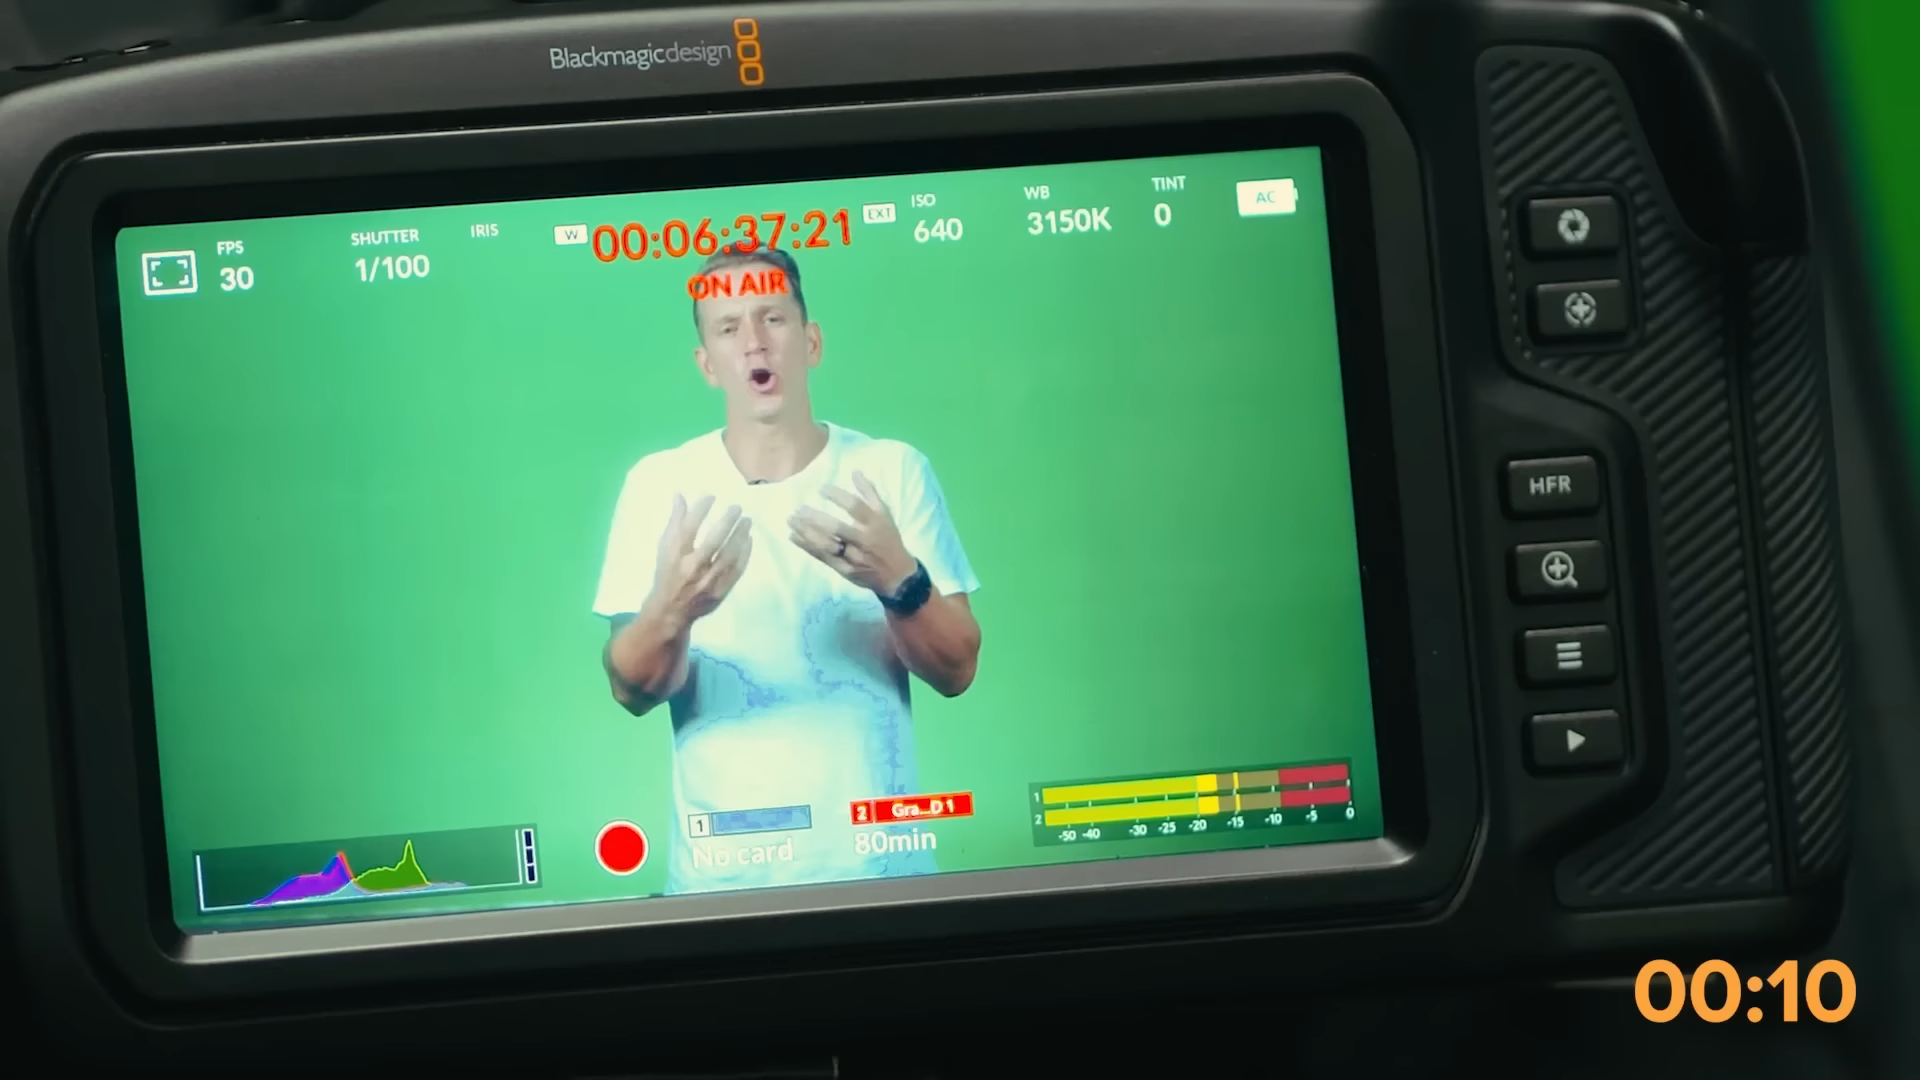 Blackmagicdesign
FPS
30
SHUTTER
1/100
IRIS
W
00:06:37:21
EXT
ON AIR
ISO
640
WB
3150K
TINT
0
AC
HFR
1
No card
2 Gra...D1
80min
1
2
-50 -40 -30 -25 -20 -15 -10 -5 0
00:10